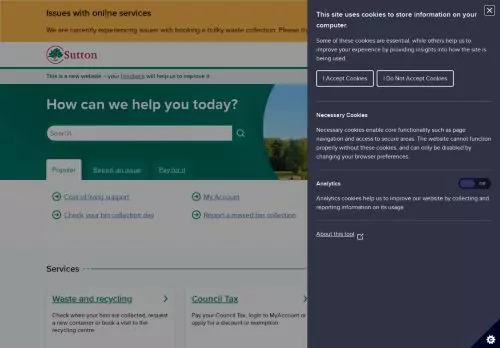 Issues with online services
We are currently experiencing issues with booking a bulky waste collection. Please
Sutton
This is a new website - your feedback will help us to improve it
How can we help you today?
Search
Popular
Report an issue
Pay for it
Cost of living support
My Account
Check your bin collection day
Report a missed bin collection
Services
Waste and recycling
Council Tax
Check when your bins are collected, request
a new container or book a visit to the
recycling centre.
Pay your Council Tax, login to MyAccount or
apply for a discount or exemption.
This site uses cookies to store information on your
computer.
Some of these cookies are essential, while others help us to
improve your experience by providing insights into how the site is
being used.
I Accept Cookies
I Do Not Accept Cookies
Necessary Cookies
Necessary cookies enable core functionality such as page
navigation and access to secure areas. The website cannot function
properly without these cookies, and can only be disabled by
changing your browser preferences.
Analytics
Off
Analytics cookies help us to improve our website by collecting and
reporting information on its usage.
About this tool